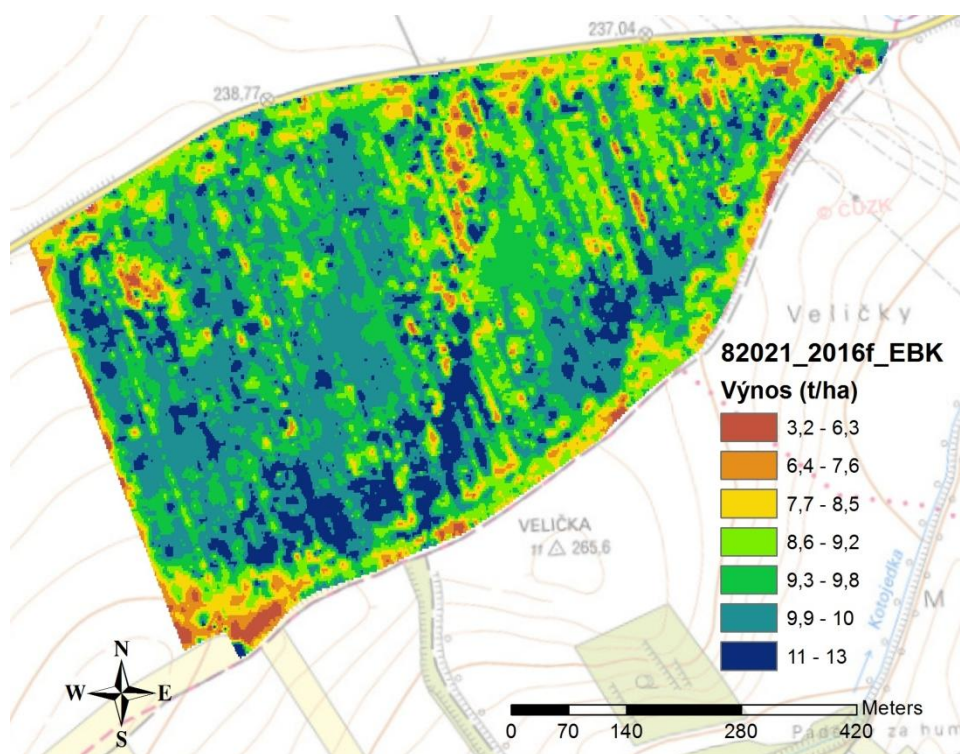 237,04
238,77
© ČÚZK
Veličky
82021_2016f_EBK
Výnos (t/ha)
3,2 - 6,3
6,4 - 7,6
7,7 - 8,5
8,6 - 9,2
9,3 - 9,8
9,9 - 10
11 - 13
VELIČKA
265,6
Kotojedka
M
N
W E
S
Meters
0 70 140 280 420
za hum